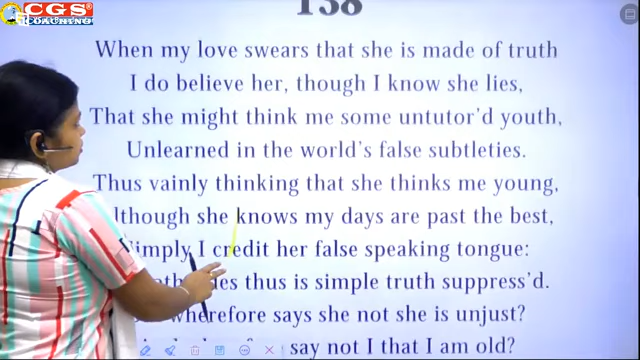 CGS
COACHING
138
When my love swears that she is made of truth
I do believe her, though I know she lies,
That she might think me some untutor'd youth,
Unlearned in the world's false subtleties.
Thus vainly thinking that she thinks me young,
lthough she knows my days are past the best,
imply I credit her false speaking tongue:
thus is simple truth suppress'd.
wherefore says she not she is unjust?
say not I that I am old?